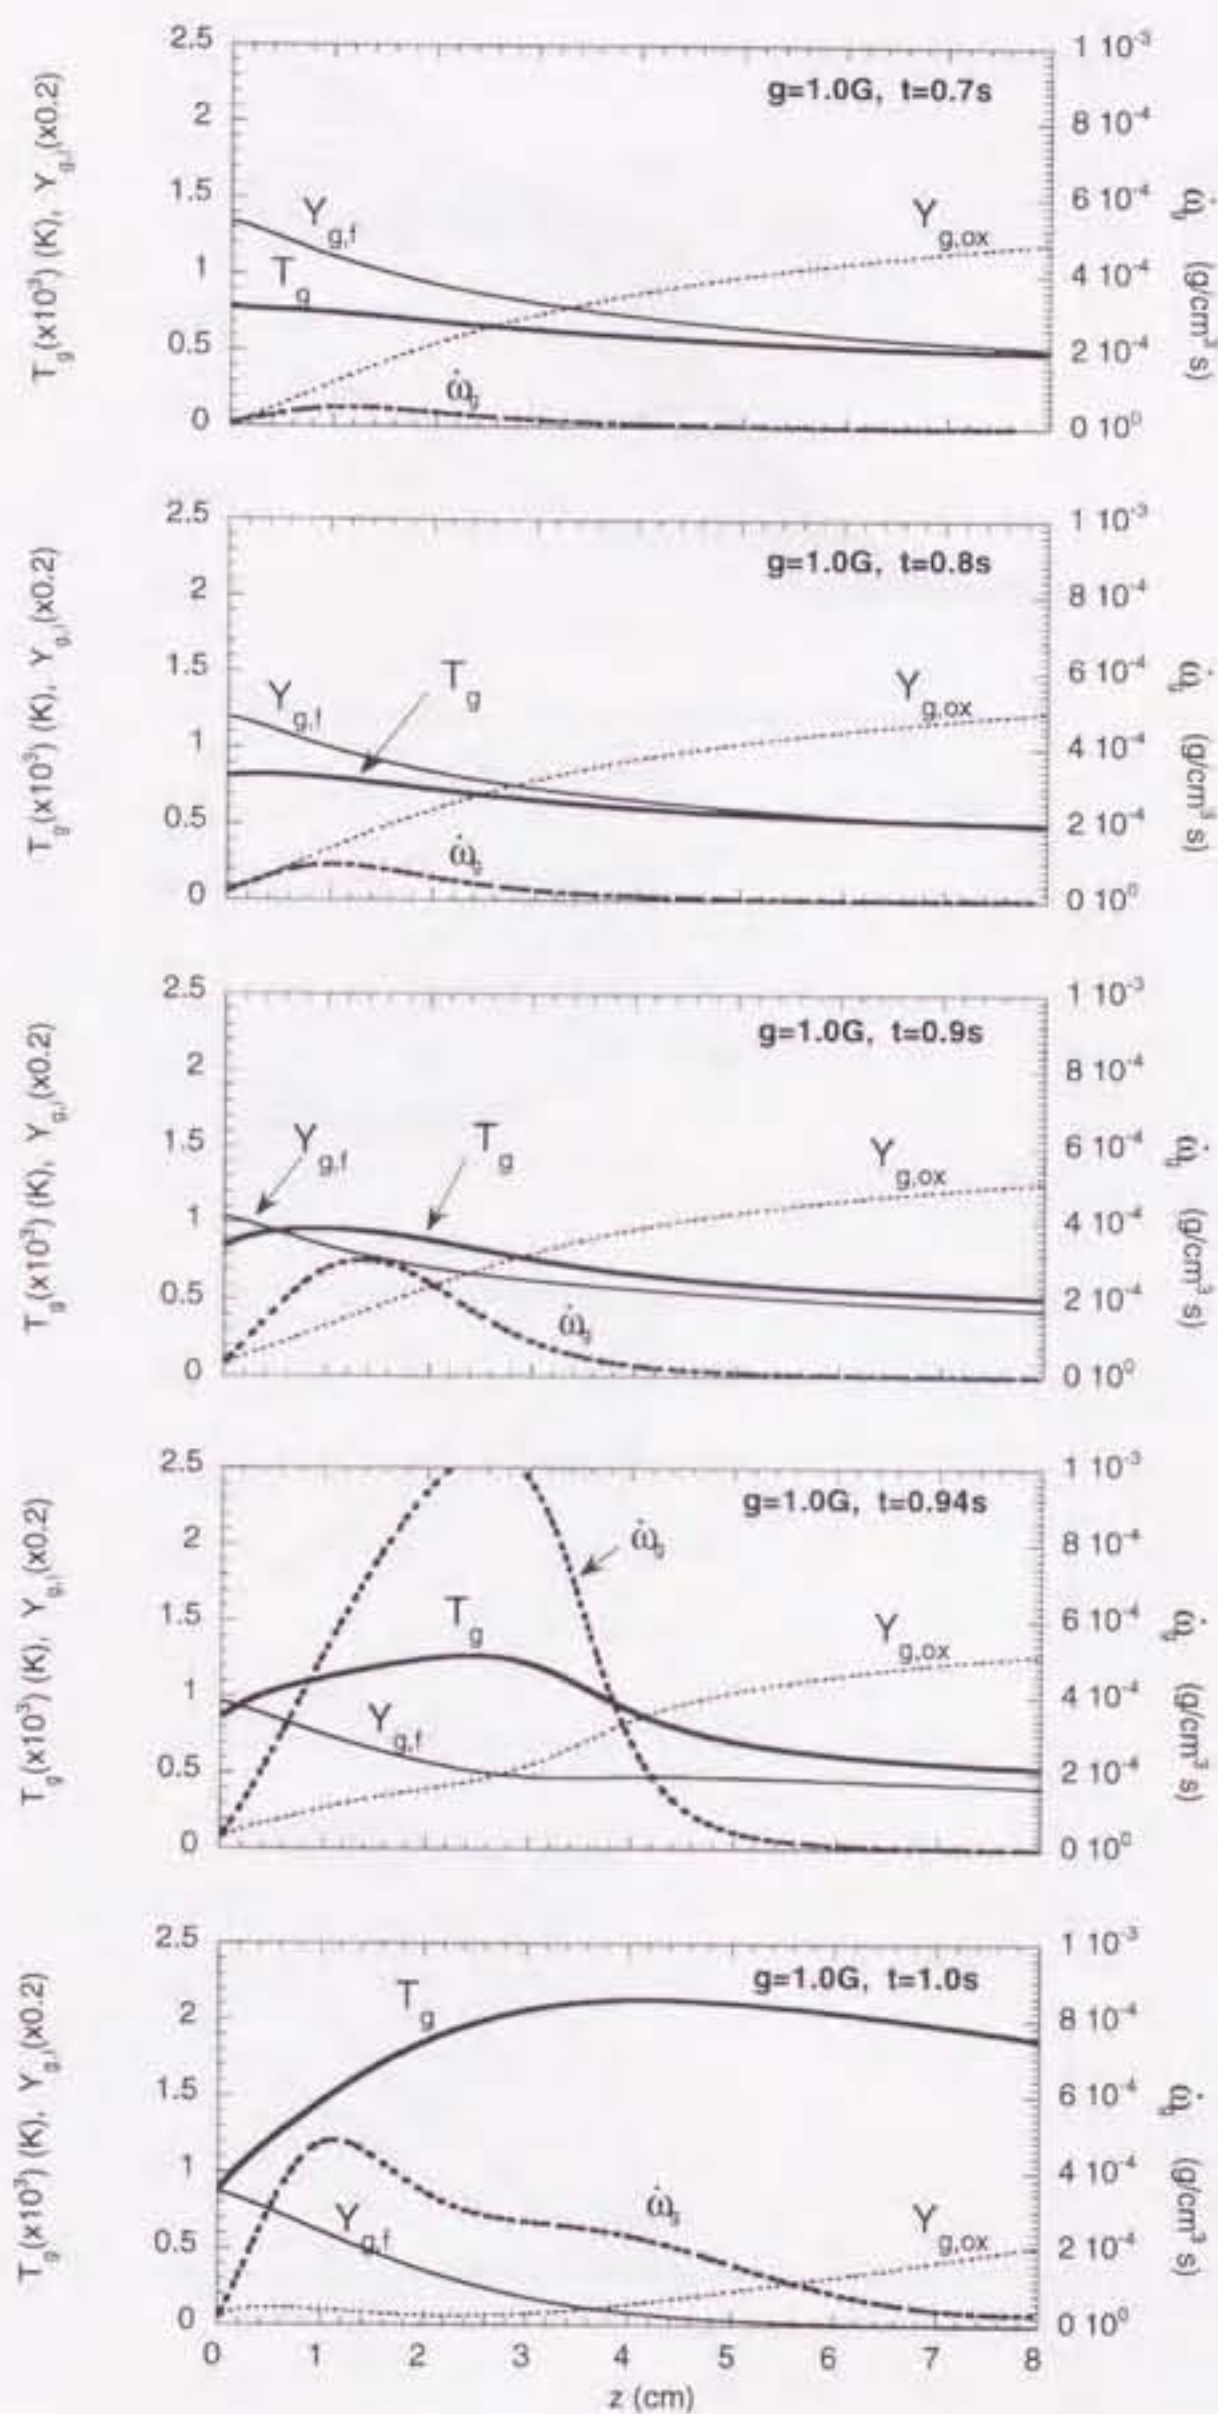 g=1.0G, t=0.7s
T_g(x10³) (K), Y_g,i(x0.2)
2.5
2
1.5
1
0.5
0
Y_g,f
T_g
ω̇_g
Y_g,ox
1 10⁻³
8 10⁻⁴
6 10⁻⁴
4 10⁻⁴
2 10⁻⁴
0 10⁰
ω̇_g (g/cm³ s)
g=1.0G, t=0.8s
T_g(x10³) (K), Y_g,i(x0.2)
2.5
2
1.5
1
0.5
0
Y_g,f
T_g
ω̇_g
Y_g,ox
1 10⁻³
8 10⁻⁴
6 10⁻⁴
4 10⁻⁴
2 10⁻⁴
0 10⁰
ω̇_g (g/cm³ s)
g=1.0G, t=0.9s
T_g(x10³) (K), Y_g,i(x0.2)
2.5
2
1.5
1
0.5
0
Y_g,f
T_g
ω̇_g
Y_g,ox
1 10⁻³
8 10⁻⁴
6 10⁻⁴
4 10⁻⁴
2 10⁻⁴
0 10⁰
ω̇_g (g/cm³ s)
g=1.0G, t=0.94s
T_g(x10³) (K), Y_g,i(x0.2)
2.5
2
1.5
1
0.5
0
ω̇_g
T_g
Y_g,f
Y_g,ox
1 10⁻³
8 10⁻⁴
6 10⁻⁴
4 10⁻⁴
2 10⁻⁴
0 10⁰
ω̇_g (g/cm³ s)
g=1.0G, t=1.0s
T_g(x10³) (K), Y_g,i(x0.2)
2.5
2
1.5
1
0.5
0
T_g
Y_g,f
ω̇_g
Y_g,ox
1 10⁻³
8 10⁻⁴
6 10⁻⁴
4 10⁻⁴
2 10⁻⁴
0 10⁰
ω̇_g (g/cm³ s)
0 1 2 3 4 5 6 7 8
z (cm)